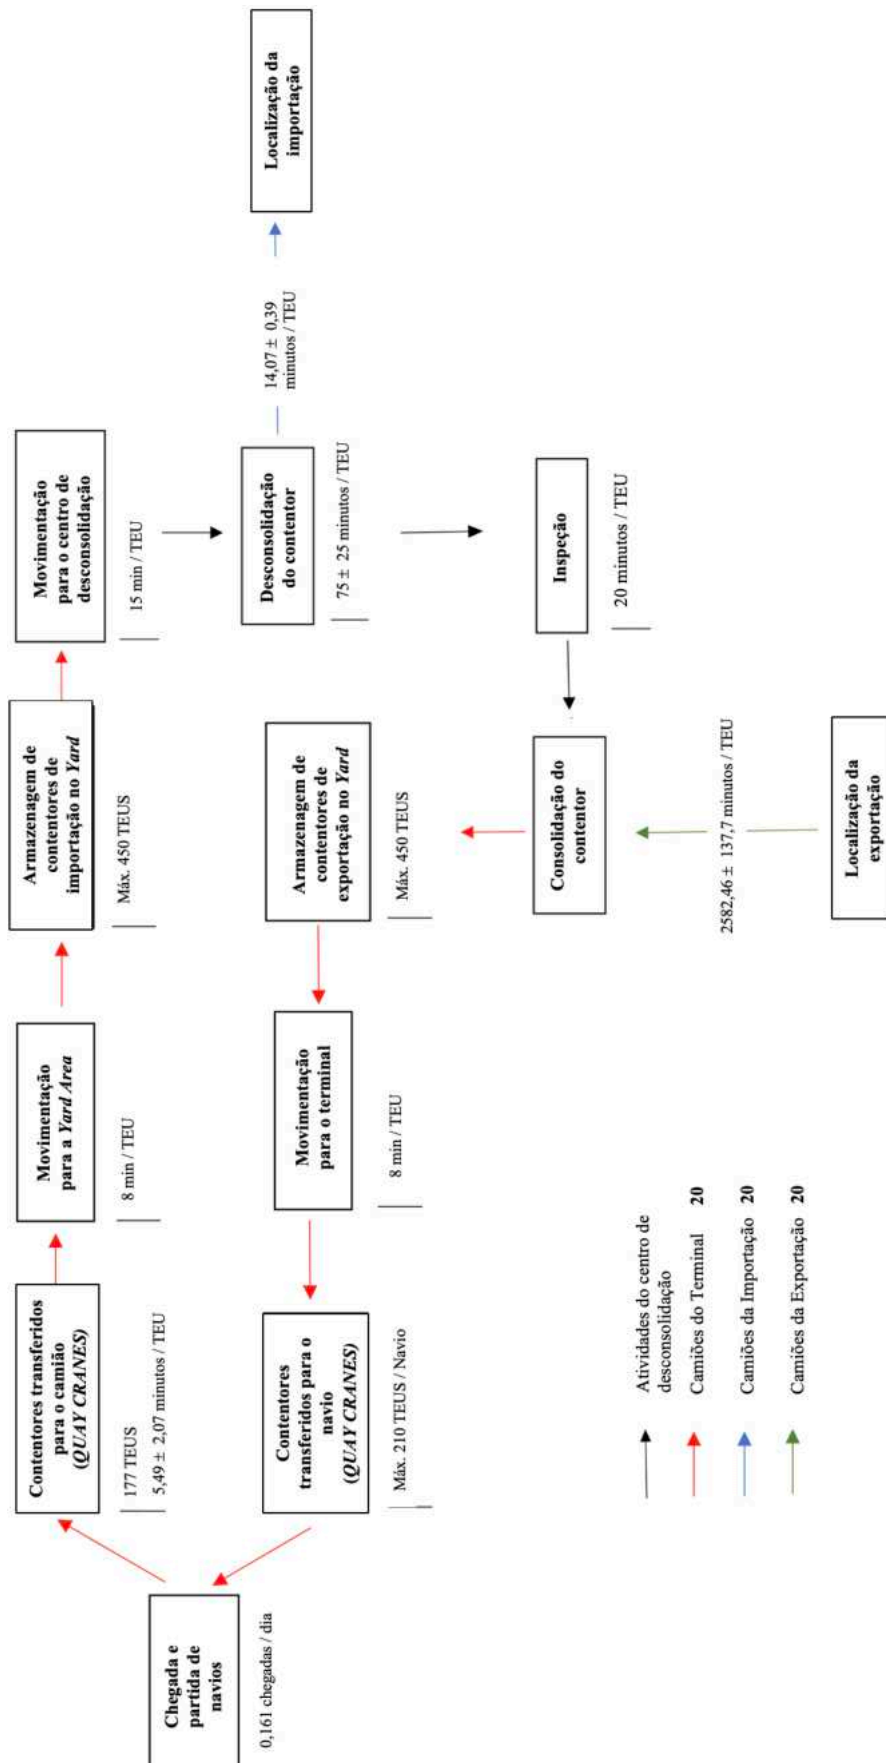 Chegada e
partida de
navios
0,161 chegadas / dia
Contentores transferidos
para o camião
(QUAY CRANES)
177 TEUS
5,49 ± 2,07 minutos / TEU
Movimentação
para a Yard Area
8 min / TEU
Armazenagem de
contentores de
importação no Yard
Máx. 450 TEUS
Movimentação
para o centro de
desconsolidação
15 min / TEU
Desconsolidação
do contentor
75 ± 25 minutos / TEU
14,07 ± 0,39
minutos / TEU
Localização da
importação
Inspeção
20 minutos / TEU
Consolidação do
contentor
2582,46 ± 137,7 minutos / TEU
Localização da
exportação
Armazenagem de
contentores de
exportação no Yard
Máx. 450 TEUS
Movimentação
para o terminal
8 min / TEU
Contentores
transferidos para o
navio
(QUAY CRANES)
Máx. 210 TEUS / Navio
Atividades do centro de
desconsolidação
Camiões do Terminal 20
Camiões da Importação 20
Camiões da Exportação 20